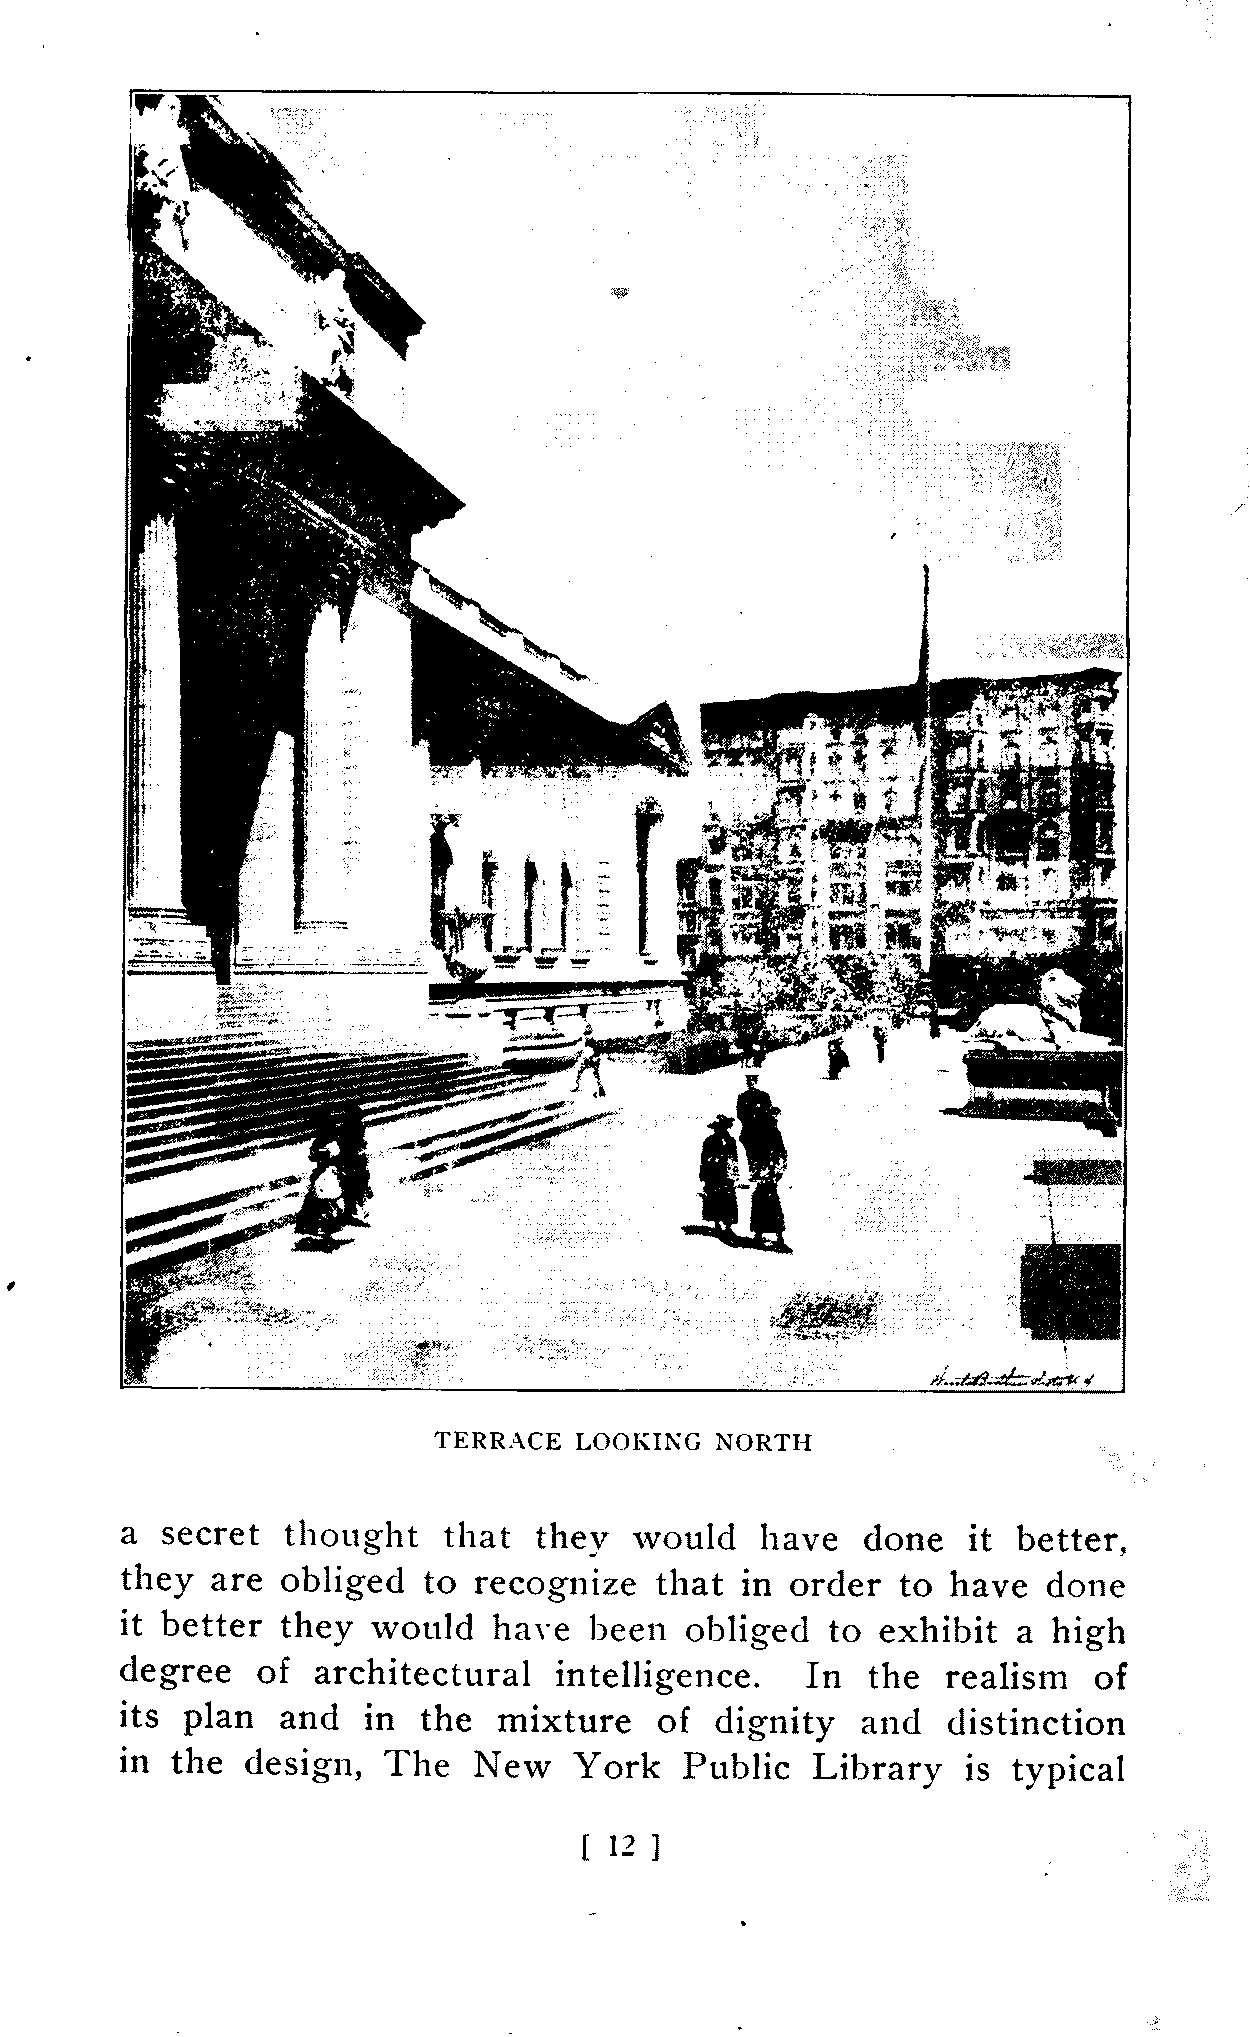 TERRACE LOOKING NORTH
a secret thought that they would have done it better,
they are obliged to recognize that in order to have done
it better they would have been obliged to exhibit a high
degree of architectural intelligence. In the realism of
its plan and in the mixture of dignity and distinction
in the design, The New York Public Library is typical
[ 12 ]